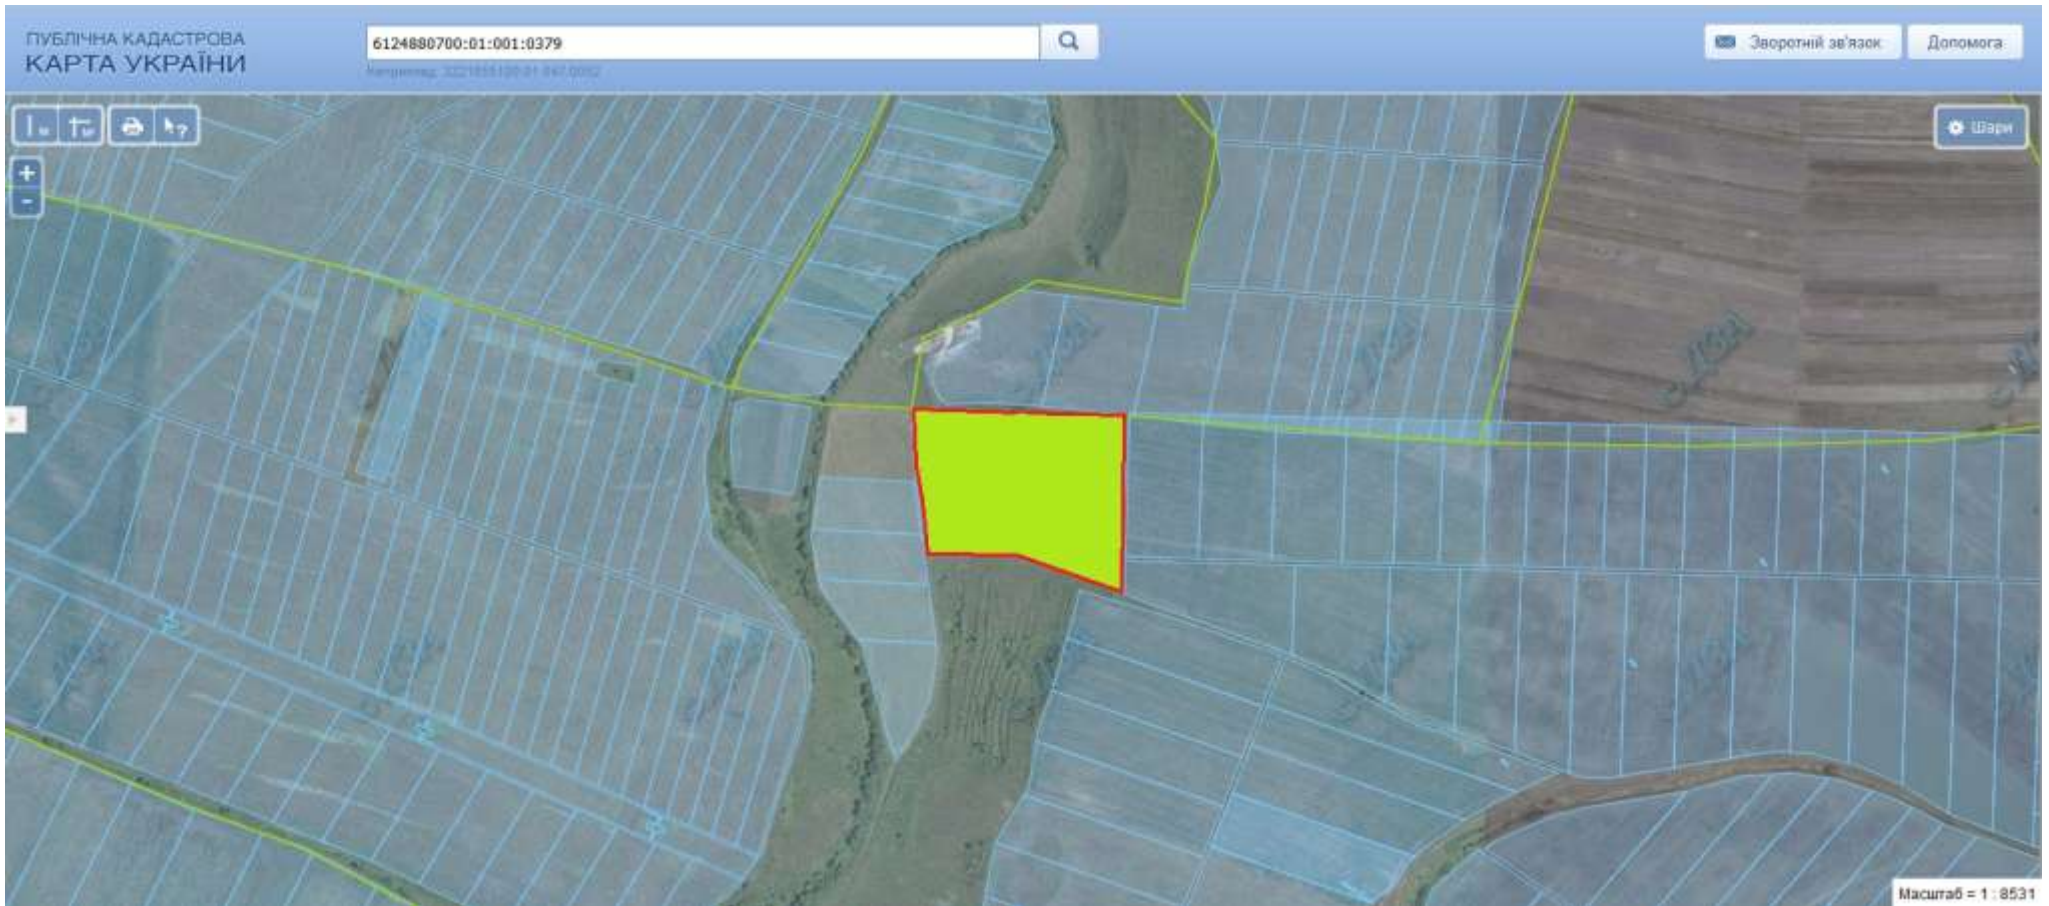 ПУБЛІЧНА КАДАСТРОВА
КАРТА УКРАЇНИ
6124880700:01:001:0379
Зворотній зв'язок
Допомога
Шари
+
-
Масштаб = 1 : 8531